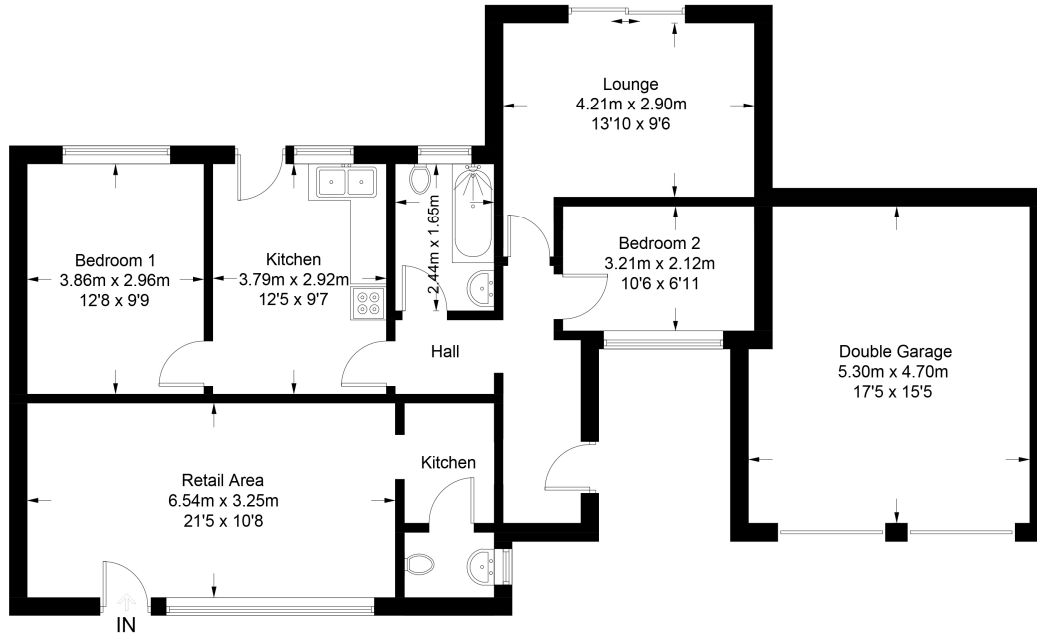 Lounge
4.21m x 2.90m
13'10 x 9'6
Bedroom 1
3.86m x 2.96m
12'8 x 9'9
Kitchen
3.79m x 2.92m
12'5 x 9'7
2.44m x 1.65m
Bedroom 2
3.21m x 2.12m
10'6 x 6'11
Hall
Double Garage
5.30m x 4.70m
17'5 x 15'5
Retail Area
6.54m x 3.25m
21'5 x 10'8
Kitchen
IN